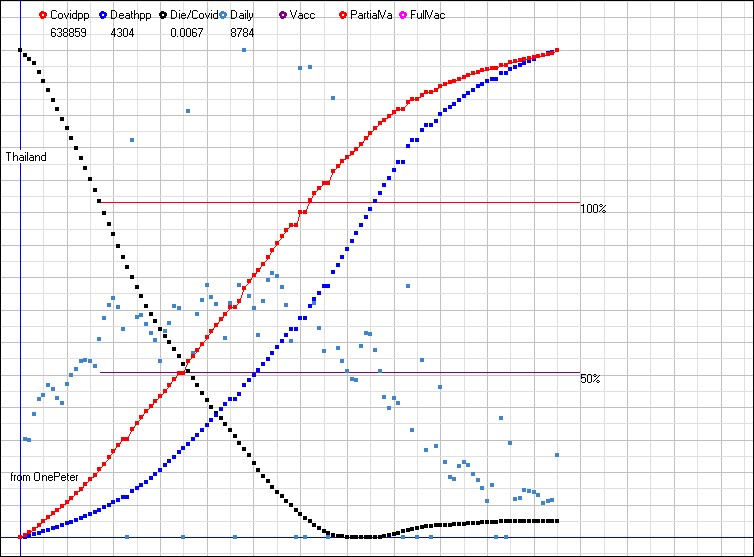 Covidpp Deathpp Die/Covid Daily Vacc PartialVa FullVac
638859 4304 0.0067 8784
Thailand
100%
50%
from OnePeter